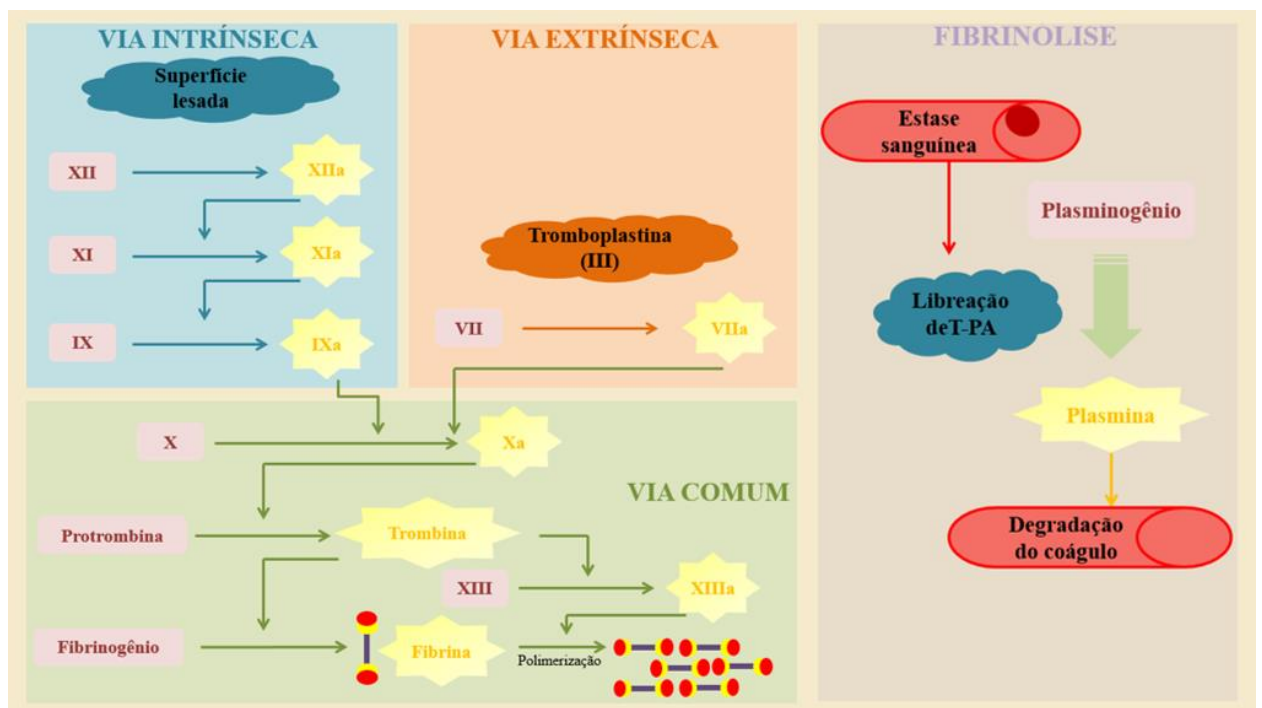 VIA INTRÍNSECA
Superfície
lesada
XII
XIIa
XI
XIa
IX
IXa
VIA EXTRÍNSECA
Tromboplastina
(III)
VII
VIIa
X
Xa
VIA COMUM
Protrombina
Trombina
XIII
XIIIa
Fibrinogênio
Fibrina
Polimerização
FIBRINÓLISE
Estase
sanguínea
Plasminogênio
Libreação
deT-PA
Plasmina
Degradação
do coágulo